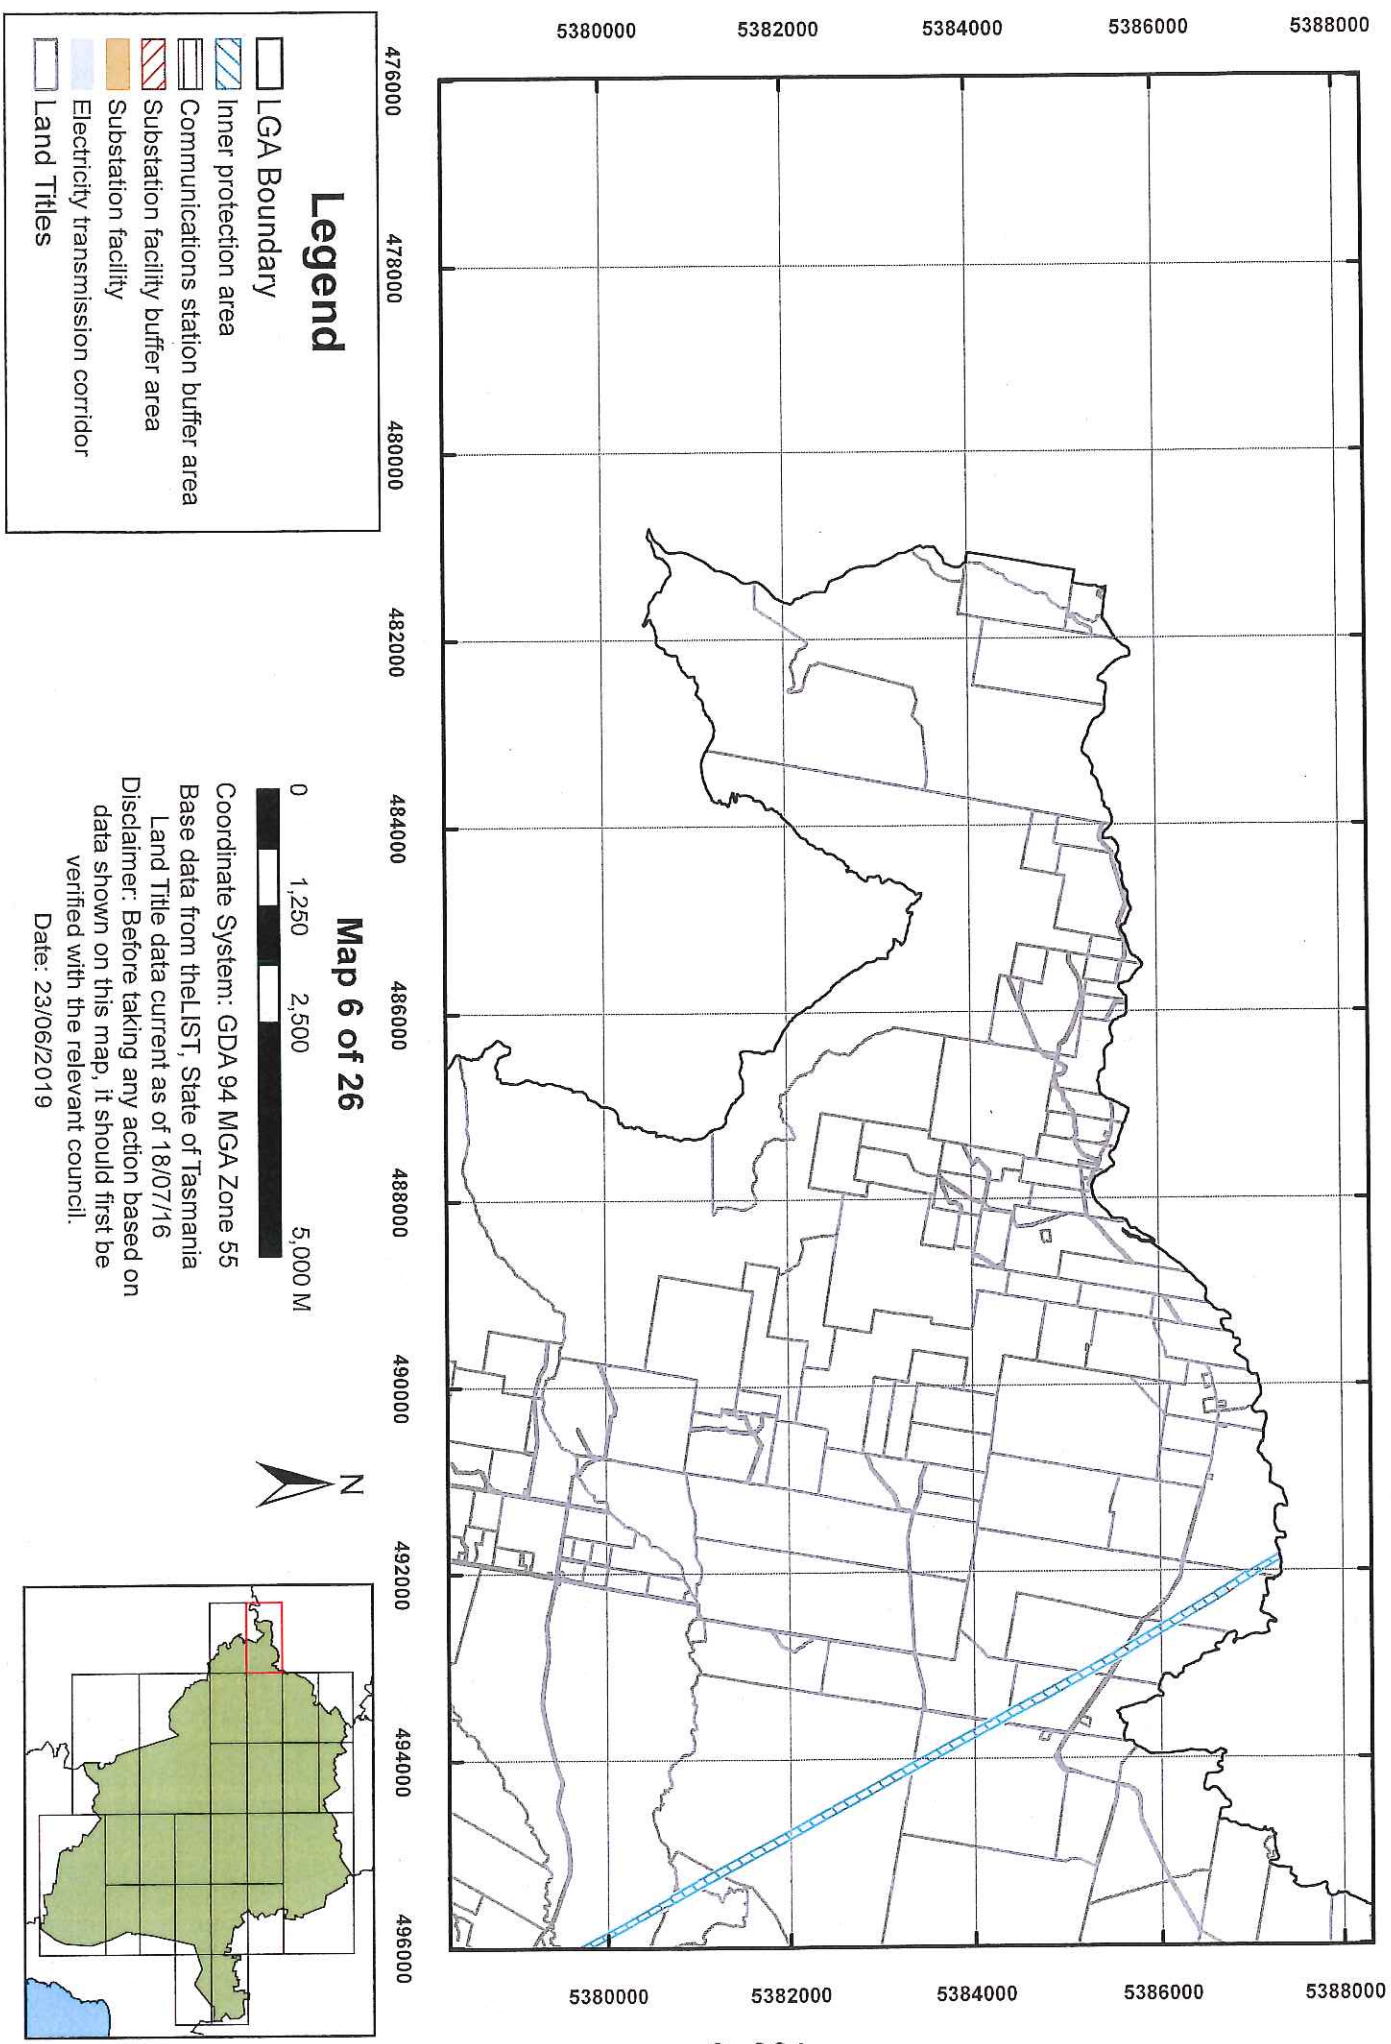 5380000
5382000
5384000
5386000
5388000
476000
478000
480000
482000
484000
486000
488000
490000
492000
494000
496000
5380000
5382000
5384000
5386000
5388000
Legend
LGA Boundary
Inner protection area
Communications station buffer area
Substation facility buffer area
Substation facility
Electricity transmission corridor
Land Titles
Map 6 of 26
0 1,250 2,500 5,000 M
Coordinate System: GDA 94 MGA Zone 55
Base data from theLIST, State of Tasmania
Land Title data current as of 18/07/16
Disclaimer: Before taking any action based on
data shown on this map, it should first be
verified with the relevant council.
Date: 23/06/2019
N